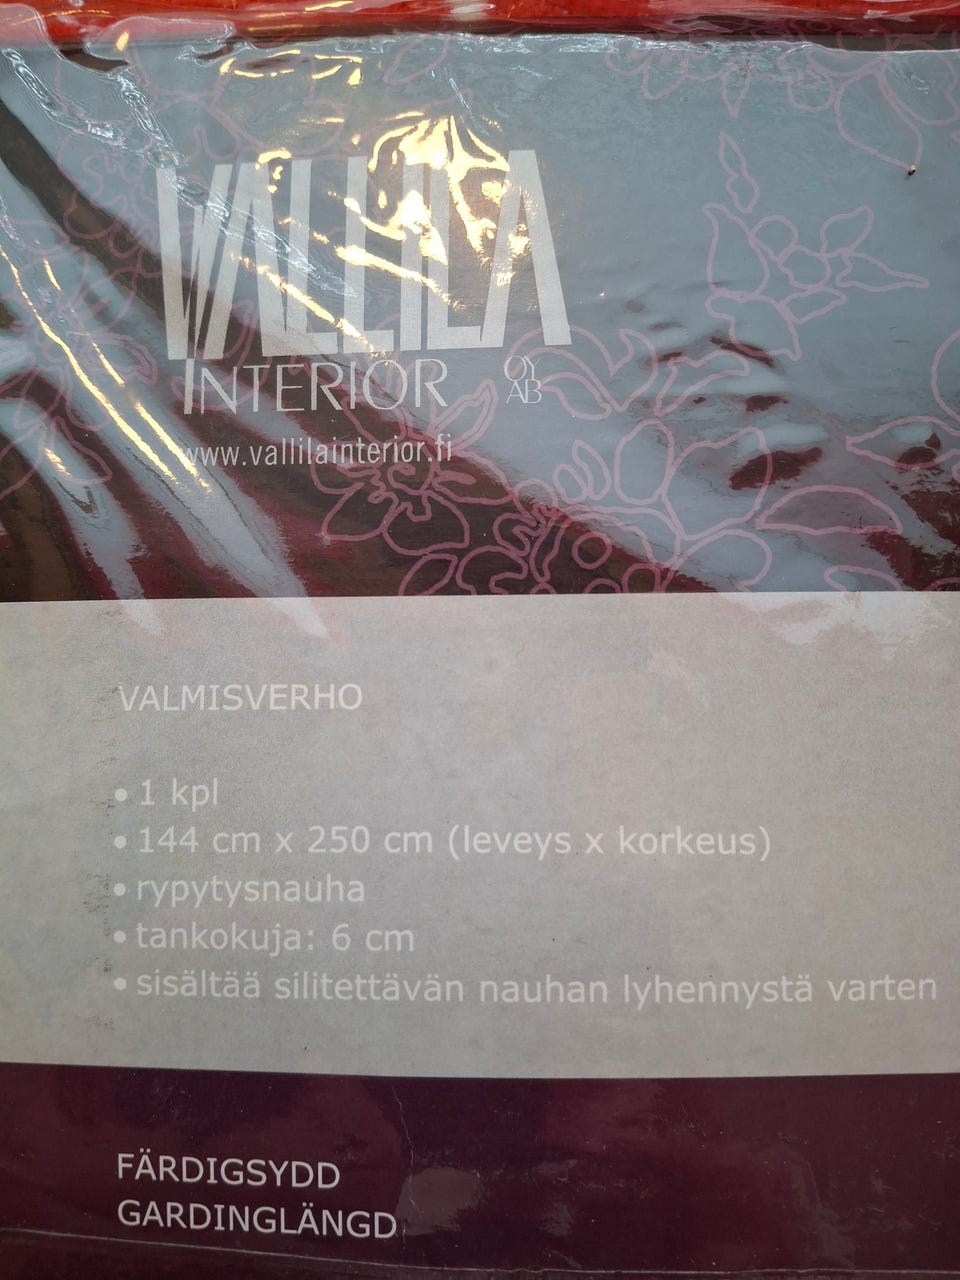 VALLILA
INTERIOR OY AB
www.vallilainterior.fi
VALMISVERHO
• 1 kpl
• 144 cm x 250 cm (leveys x korkeus)
• rypytysnauha
• tankokuja: 6 cm
• sisältää silitettävän nauhan lyhennystä varten
FÄRDIGSYDD
GARDINGLÄNGD